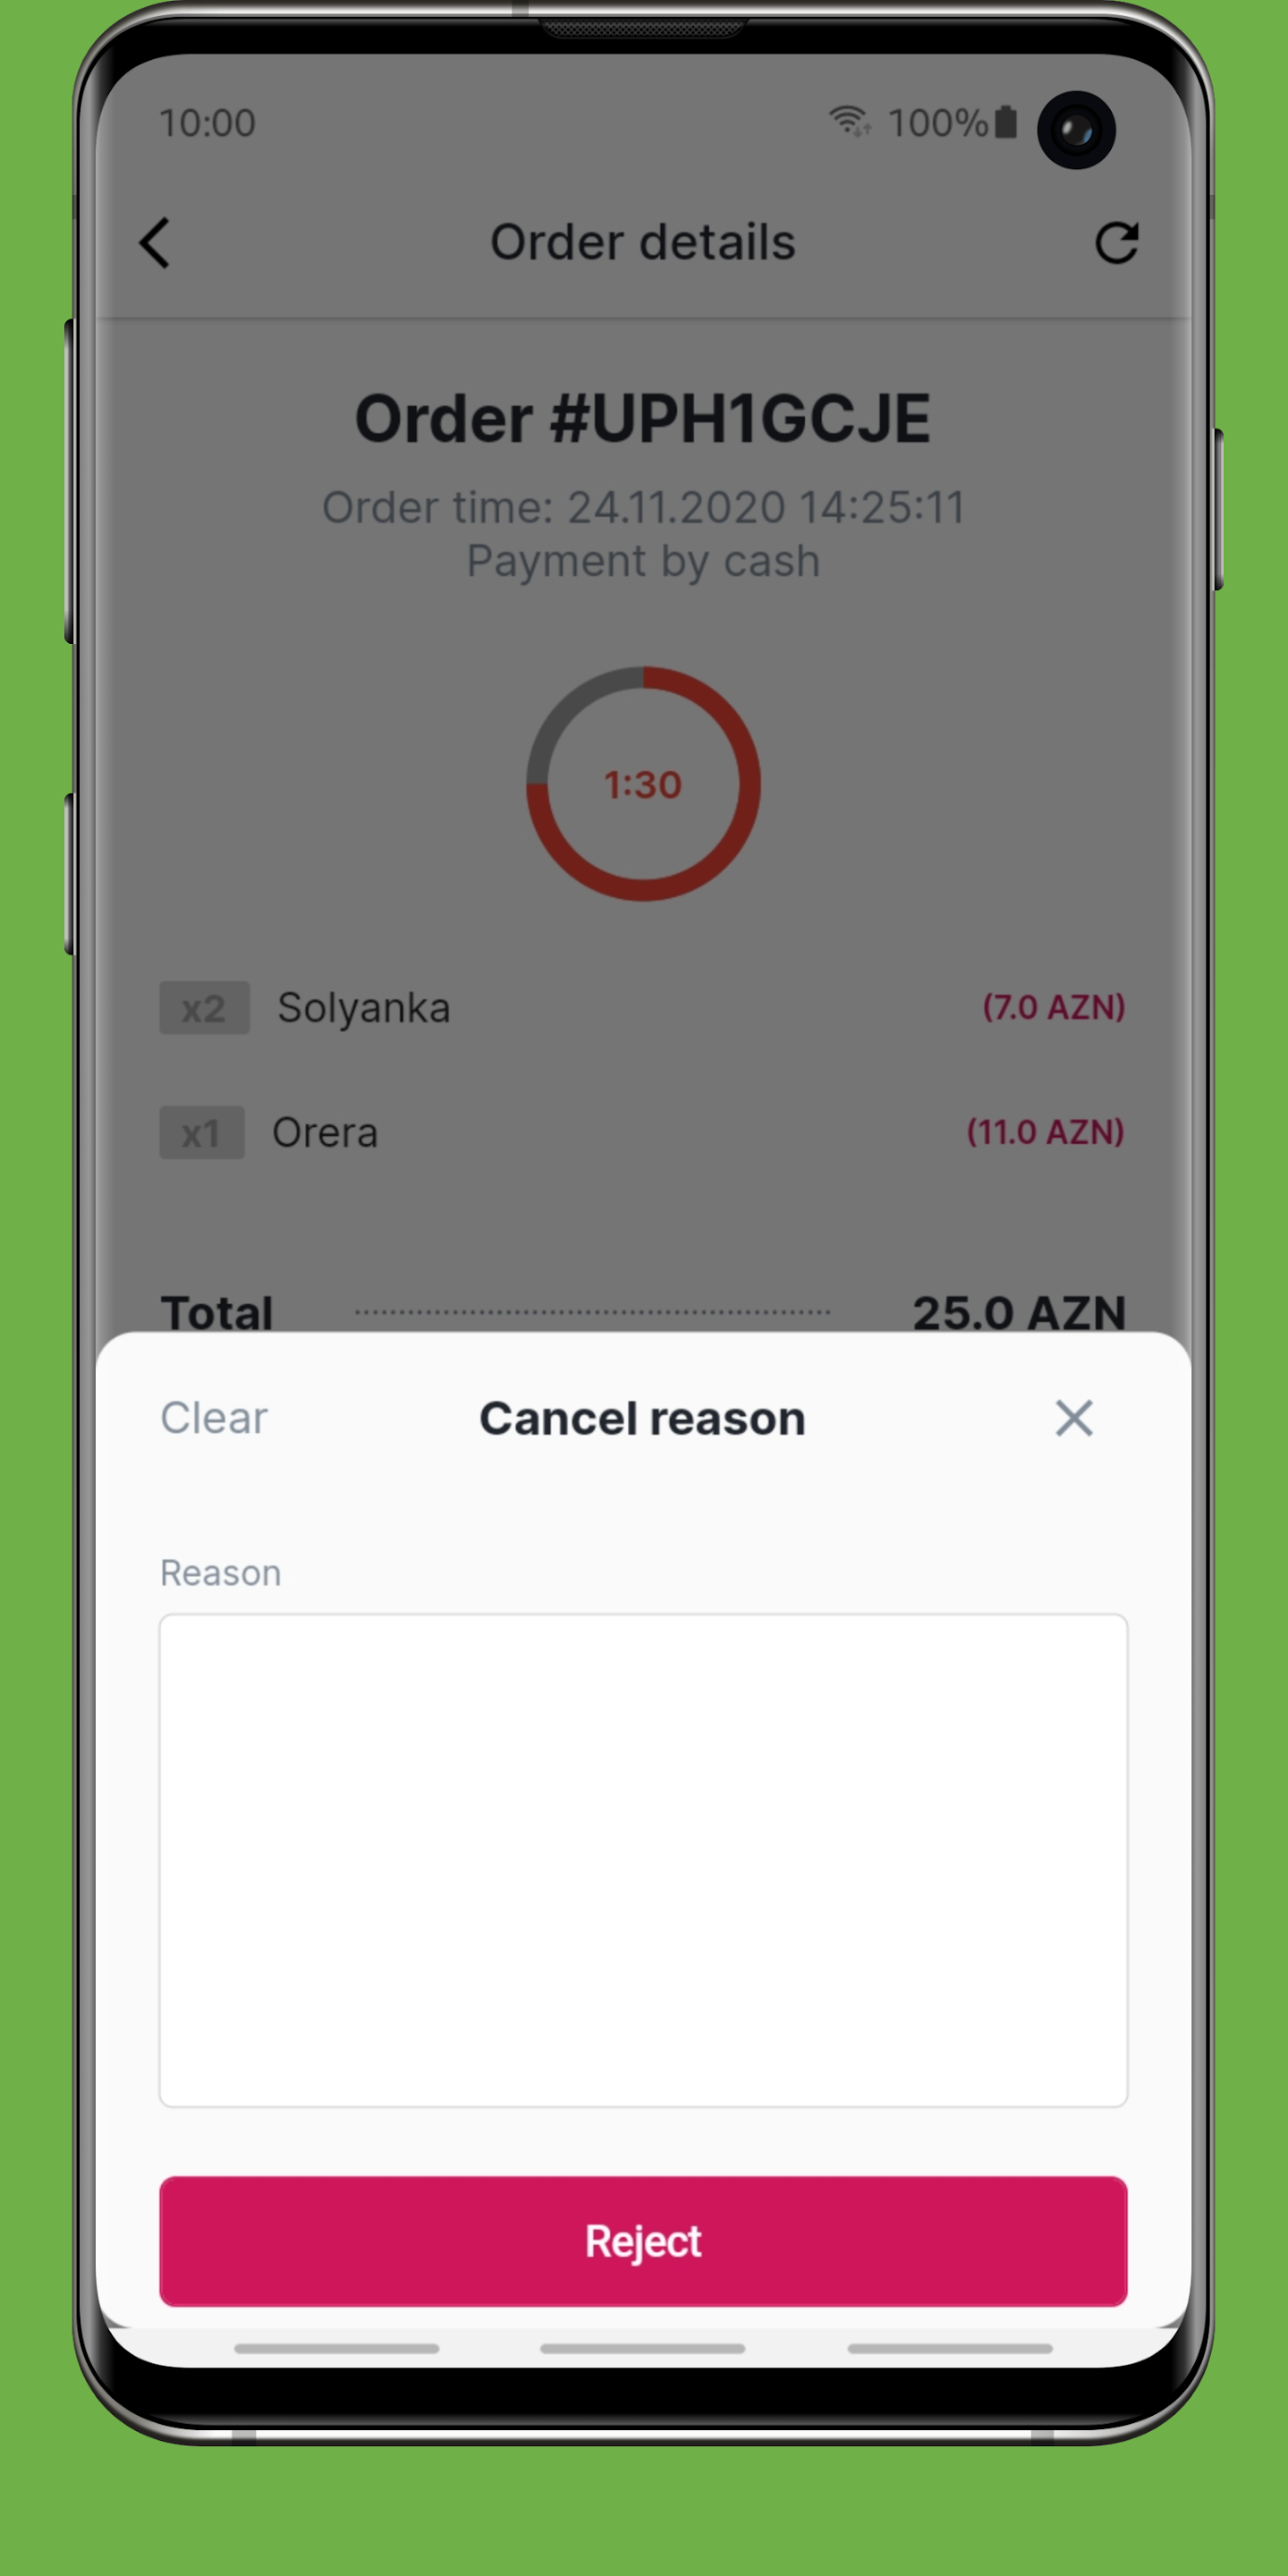 10:00 100%
Order details
Order #UPH1GCJE
Order time: 24.11.2020 14:25:11
Payment by cash
1:30
x2 Solyanka (7.0 AZN)
x1 Orera (11.0 AZN)
Total 25.0 AZN
Clear Cancel reason
Reason
Reject